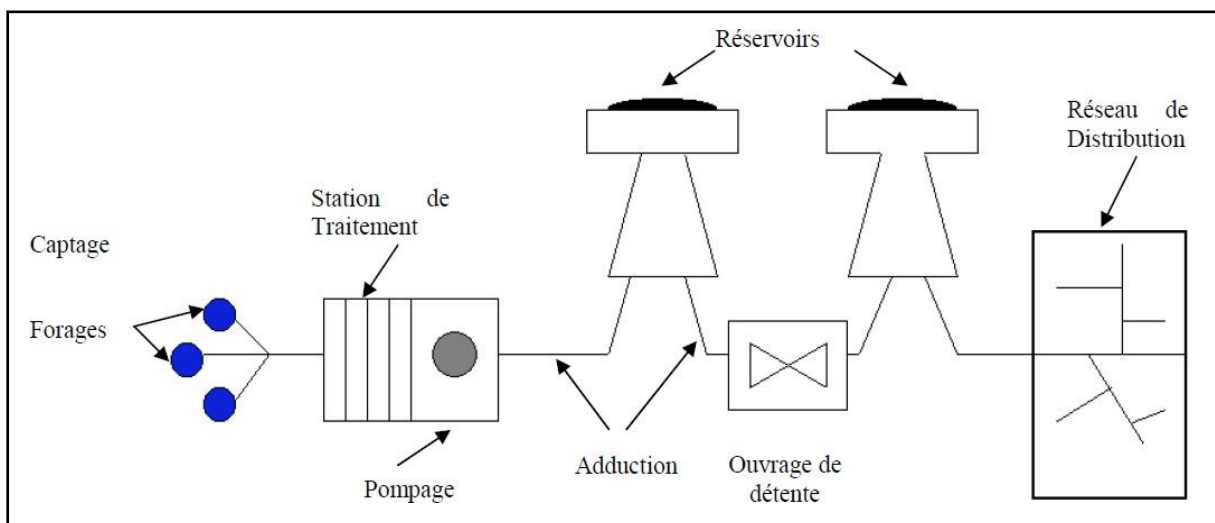 Réservoirs
Réseau de
Distribution
Station de
Traitement
Captage
Forages
Adduction
Ouvrage de
détente
Pompage